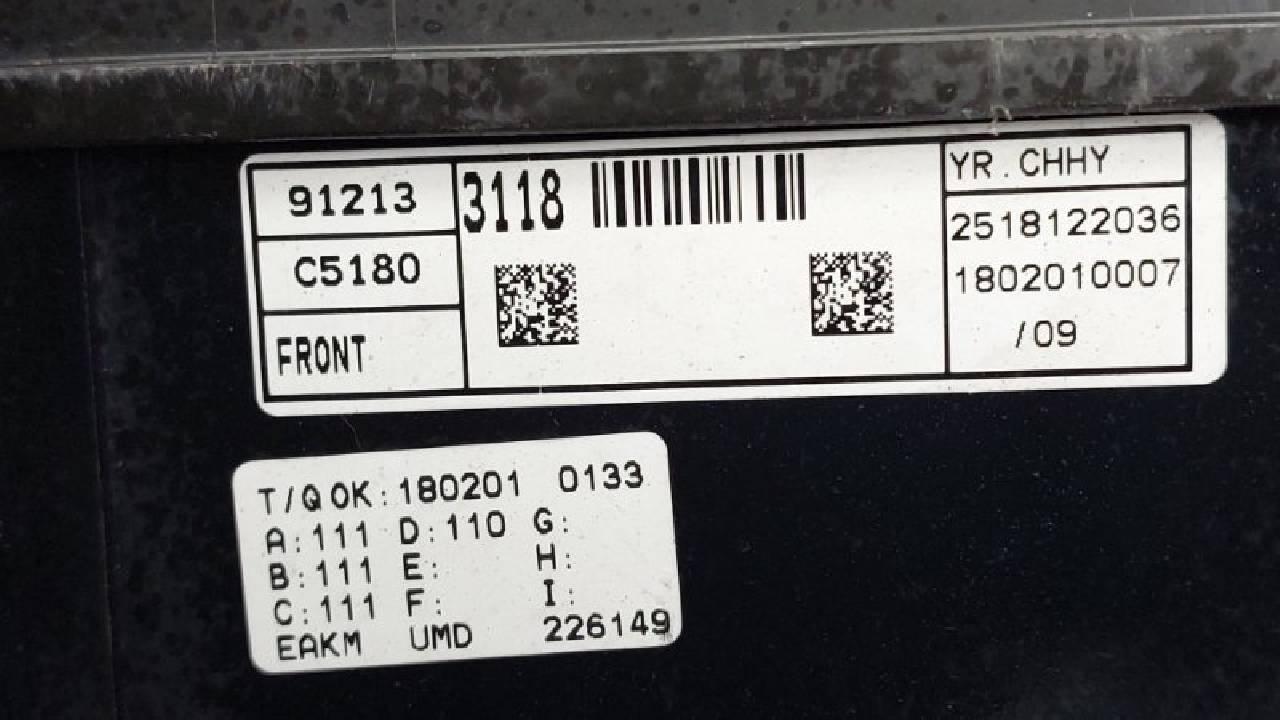 91213
C5180
FRONT
3118
YR.CHHY
2518122036
1802010007
/09
T/Q OK:180201 0133
A:111 D:110 G:
B:111 E: H:
C:111 F: I:
EAKM UMD 226149